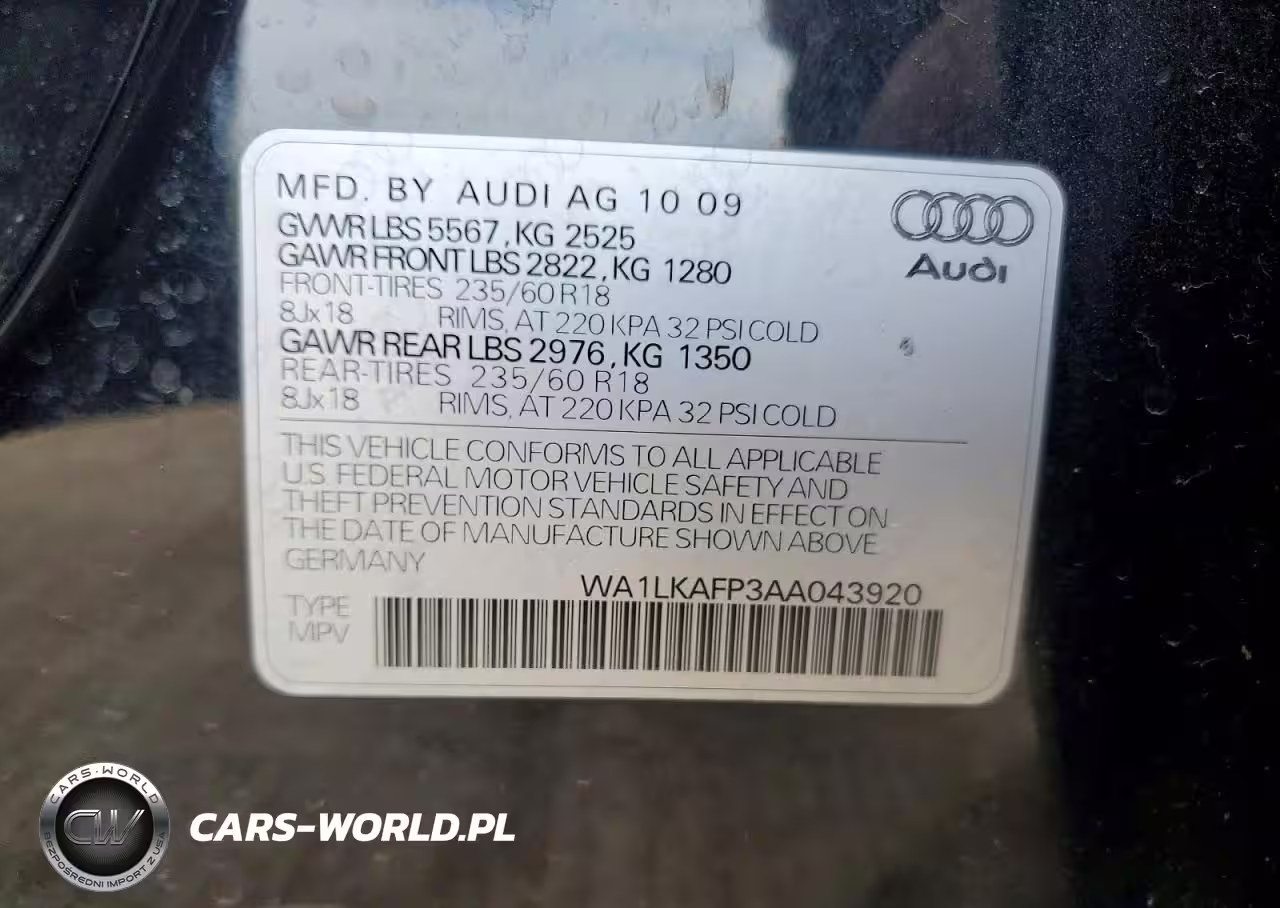 MFD. BY AUDI AG 10 09
GVWR LBS 5567, KG 2525
GAWR FRONT LBS 2822, KG 1280
FRONT-TIRES 235/60 R18
8Jx18 RIMS, AT 220 KPA 32 PSI COLD
GAWR REAR LBS 2976, KG 1350
REAR-TIRES 235/60 R18
8Jx18 RIMS, AT 220 KPA 32 PSI COLD
Audi
THIS VEHICLE CONFORMS TO ALL APPLICABLE
U.S. FEDERAL MOTOR VEHICLE SAFETY AND
THEFT PREVENTION STANDARDS IN EFFECT ON
THE DATE OF MANUFACTURE SHOWN ABOVE
GERMANY
WA1LKAFP3AA043920
TYPE
MPV
CARS-WORLD
CW
BEZPOŚREDNI IMPORT Z USA
CARS-WORLD.PL